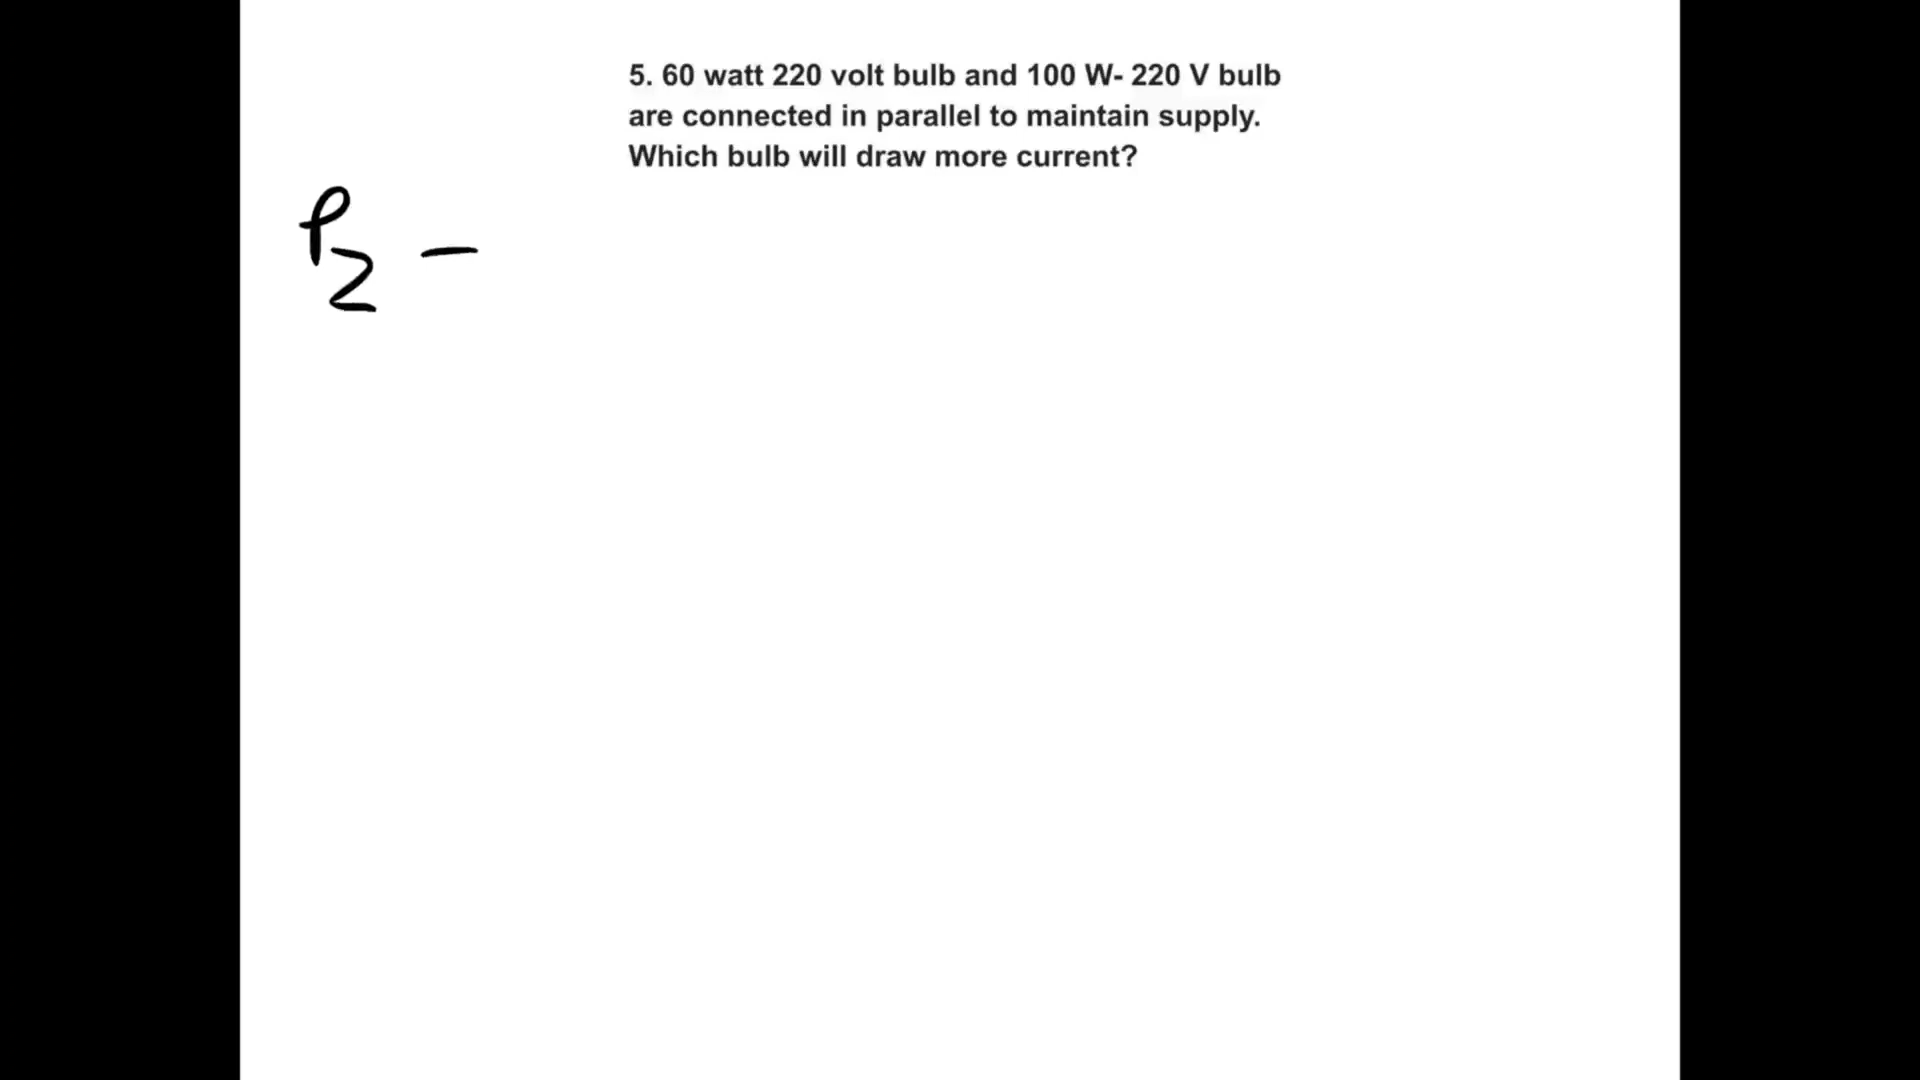 5. 60 watt 220 volt bulb and 100 W- 220 V bulb
are connected in parallel to maintain supply.
Which bulb will draw more current?
P2 -